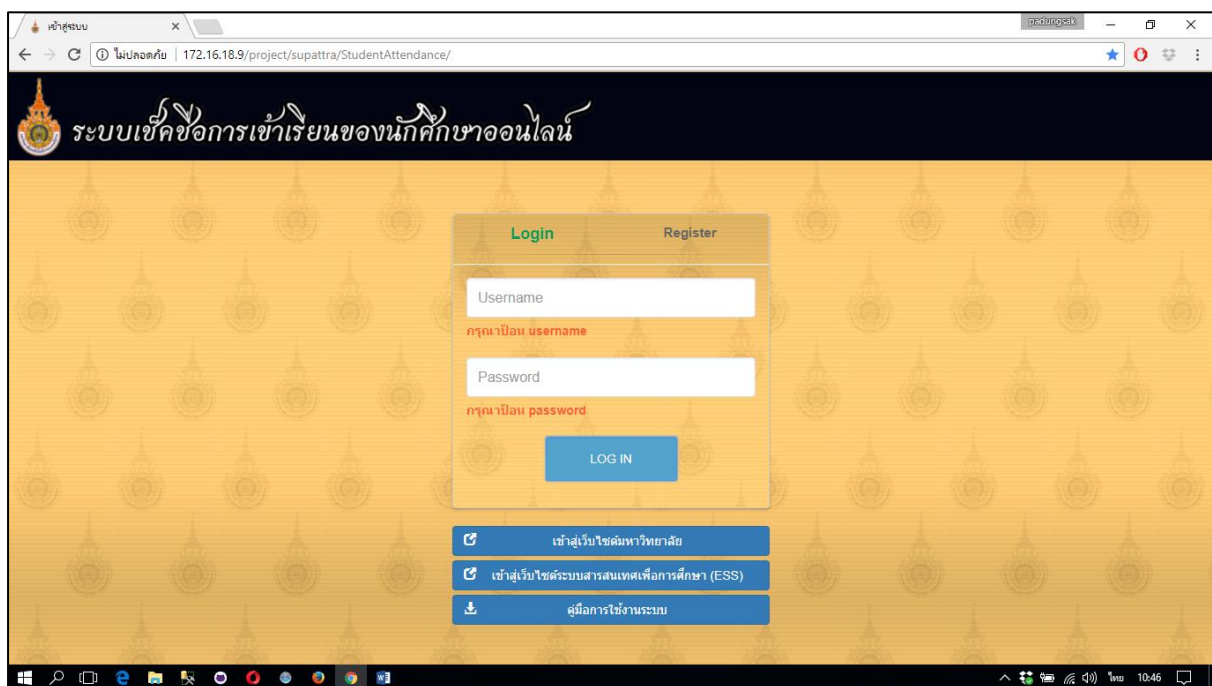 เข้าสู่ระบบ
padungsak
ไม่ปลอดภัย | 172.16.18.9/project/supattra/StudentAttendance/
ระบบเช็คชื่อการเข้าเรียนของนักศึกษาออนไลน์
Login Register
Username
กรุณาป้อน username
Password
กรุณาป้อน password
LOG IN
เข้าสู่เว็บไซต์มหาวิทยาลัย
เข้าสู่เว็บไซต์ระบบสารสนเทศเพื่อการศึกษา (ESS)
คู่มือการใช้งานระบบ
ไทย 10:46